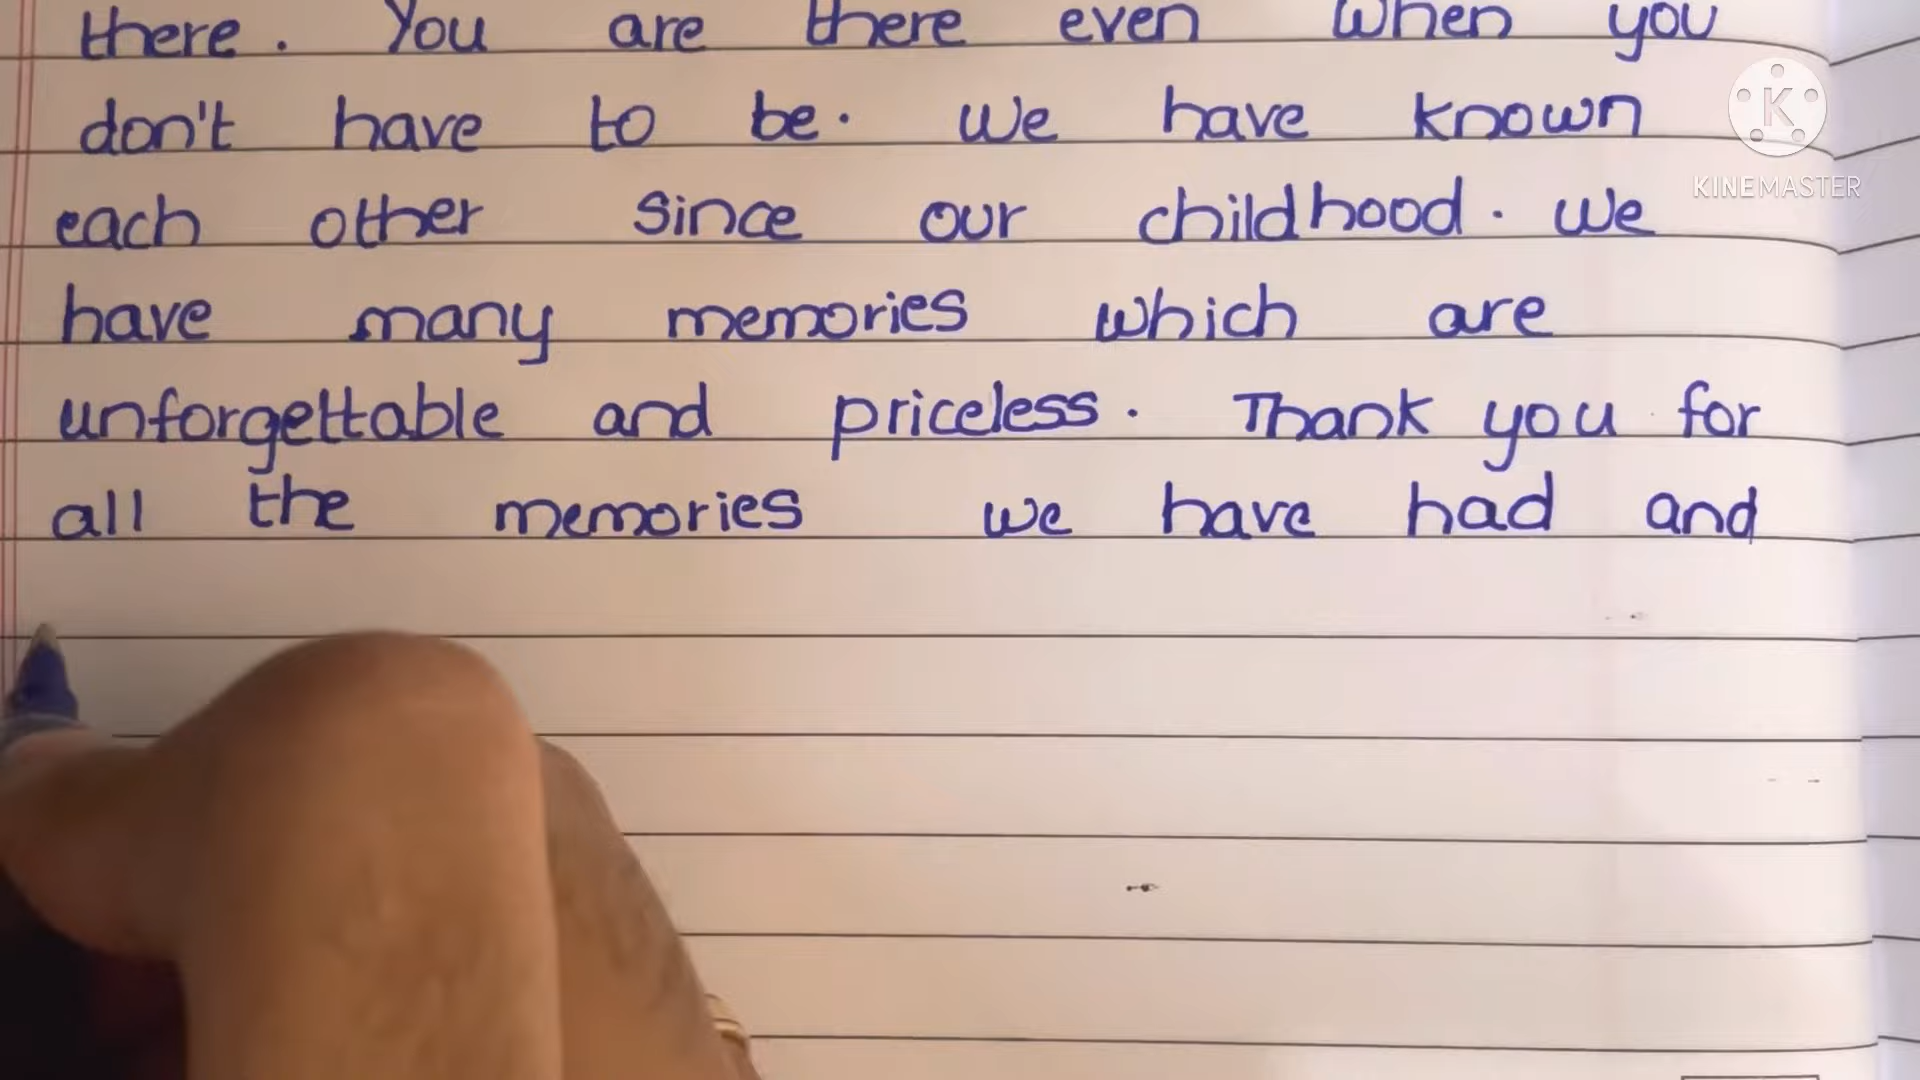 there. You are there even when you
don't have to be. We have known
each other since our childhood. We
have many memories which are
unforgettable and priceless. Thank you for
all the memories we have had and
K
KINEMASTER